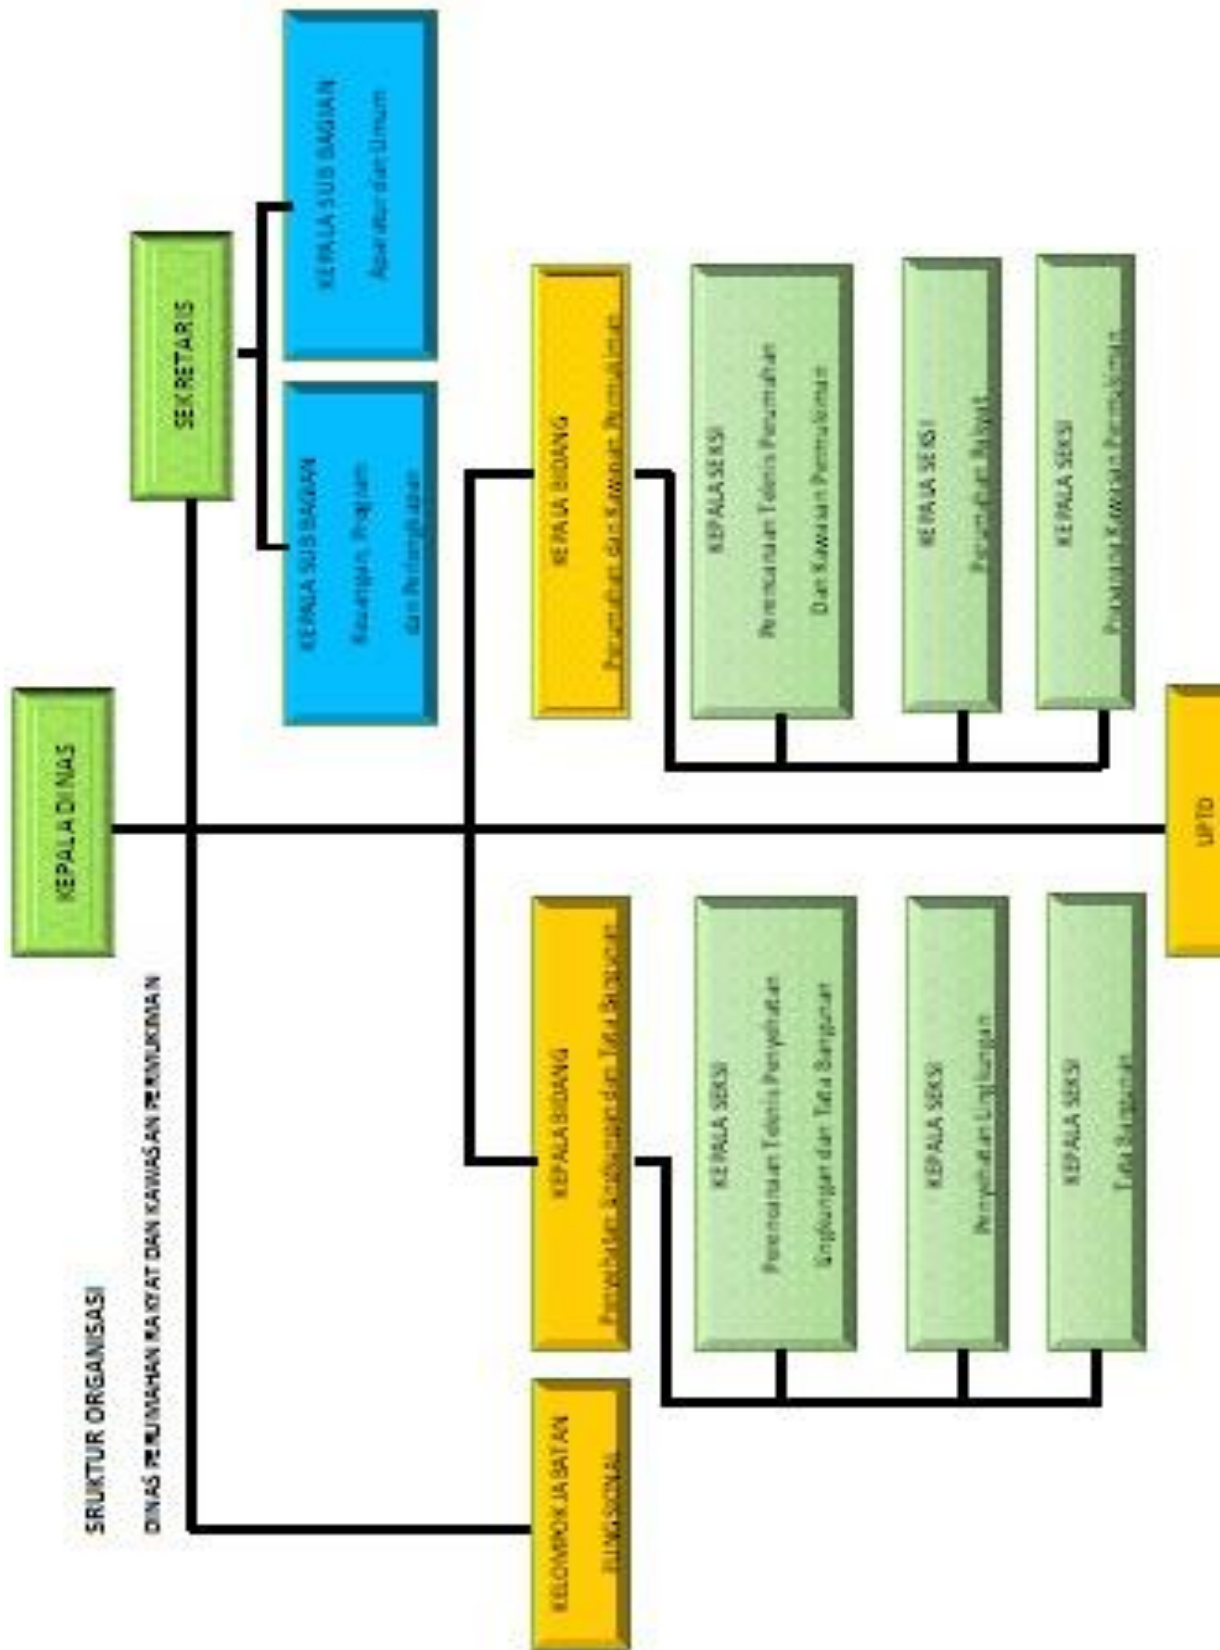 SRUKTUR ORGANISASI
DINAS PERUMAHAN RAKYAT DAN KAWASAN PERMUKIMAN
KEPALA DINAS
SEKRETARIS
KEPALA SUB BAGIAN
Keuangan, Program
dan Perlengkapan
KEPALA SUB BAGIAN
Aparatur dan Umum
KELOMPOK JABATAN
FUNGSIONAL
KEPALA BIDANG
Penyehatan Lingkungan dan Tata Bangunan
KEPALA BIDANG
Perumahan dan Kawasan Permukiman
KEPALA SEKSI
Perencanaan Teknis Penyehatan
Lingkungan dan Tata Bangunan
KEPALA SEKSI
Penyehatan Lingkungan
KEPALA SEKSI
Tata Bangunan
KEPALA SEKSI
Perencanaan Teknis Perumahan
Dan Kawasan Permukiman
KEPALA SEKSI
Perumahan Rakyat
KEPALA SEKSI
Prasarana Kawasan Permukiman
UPTD